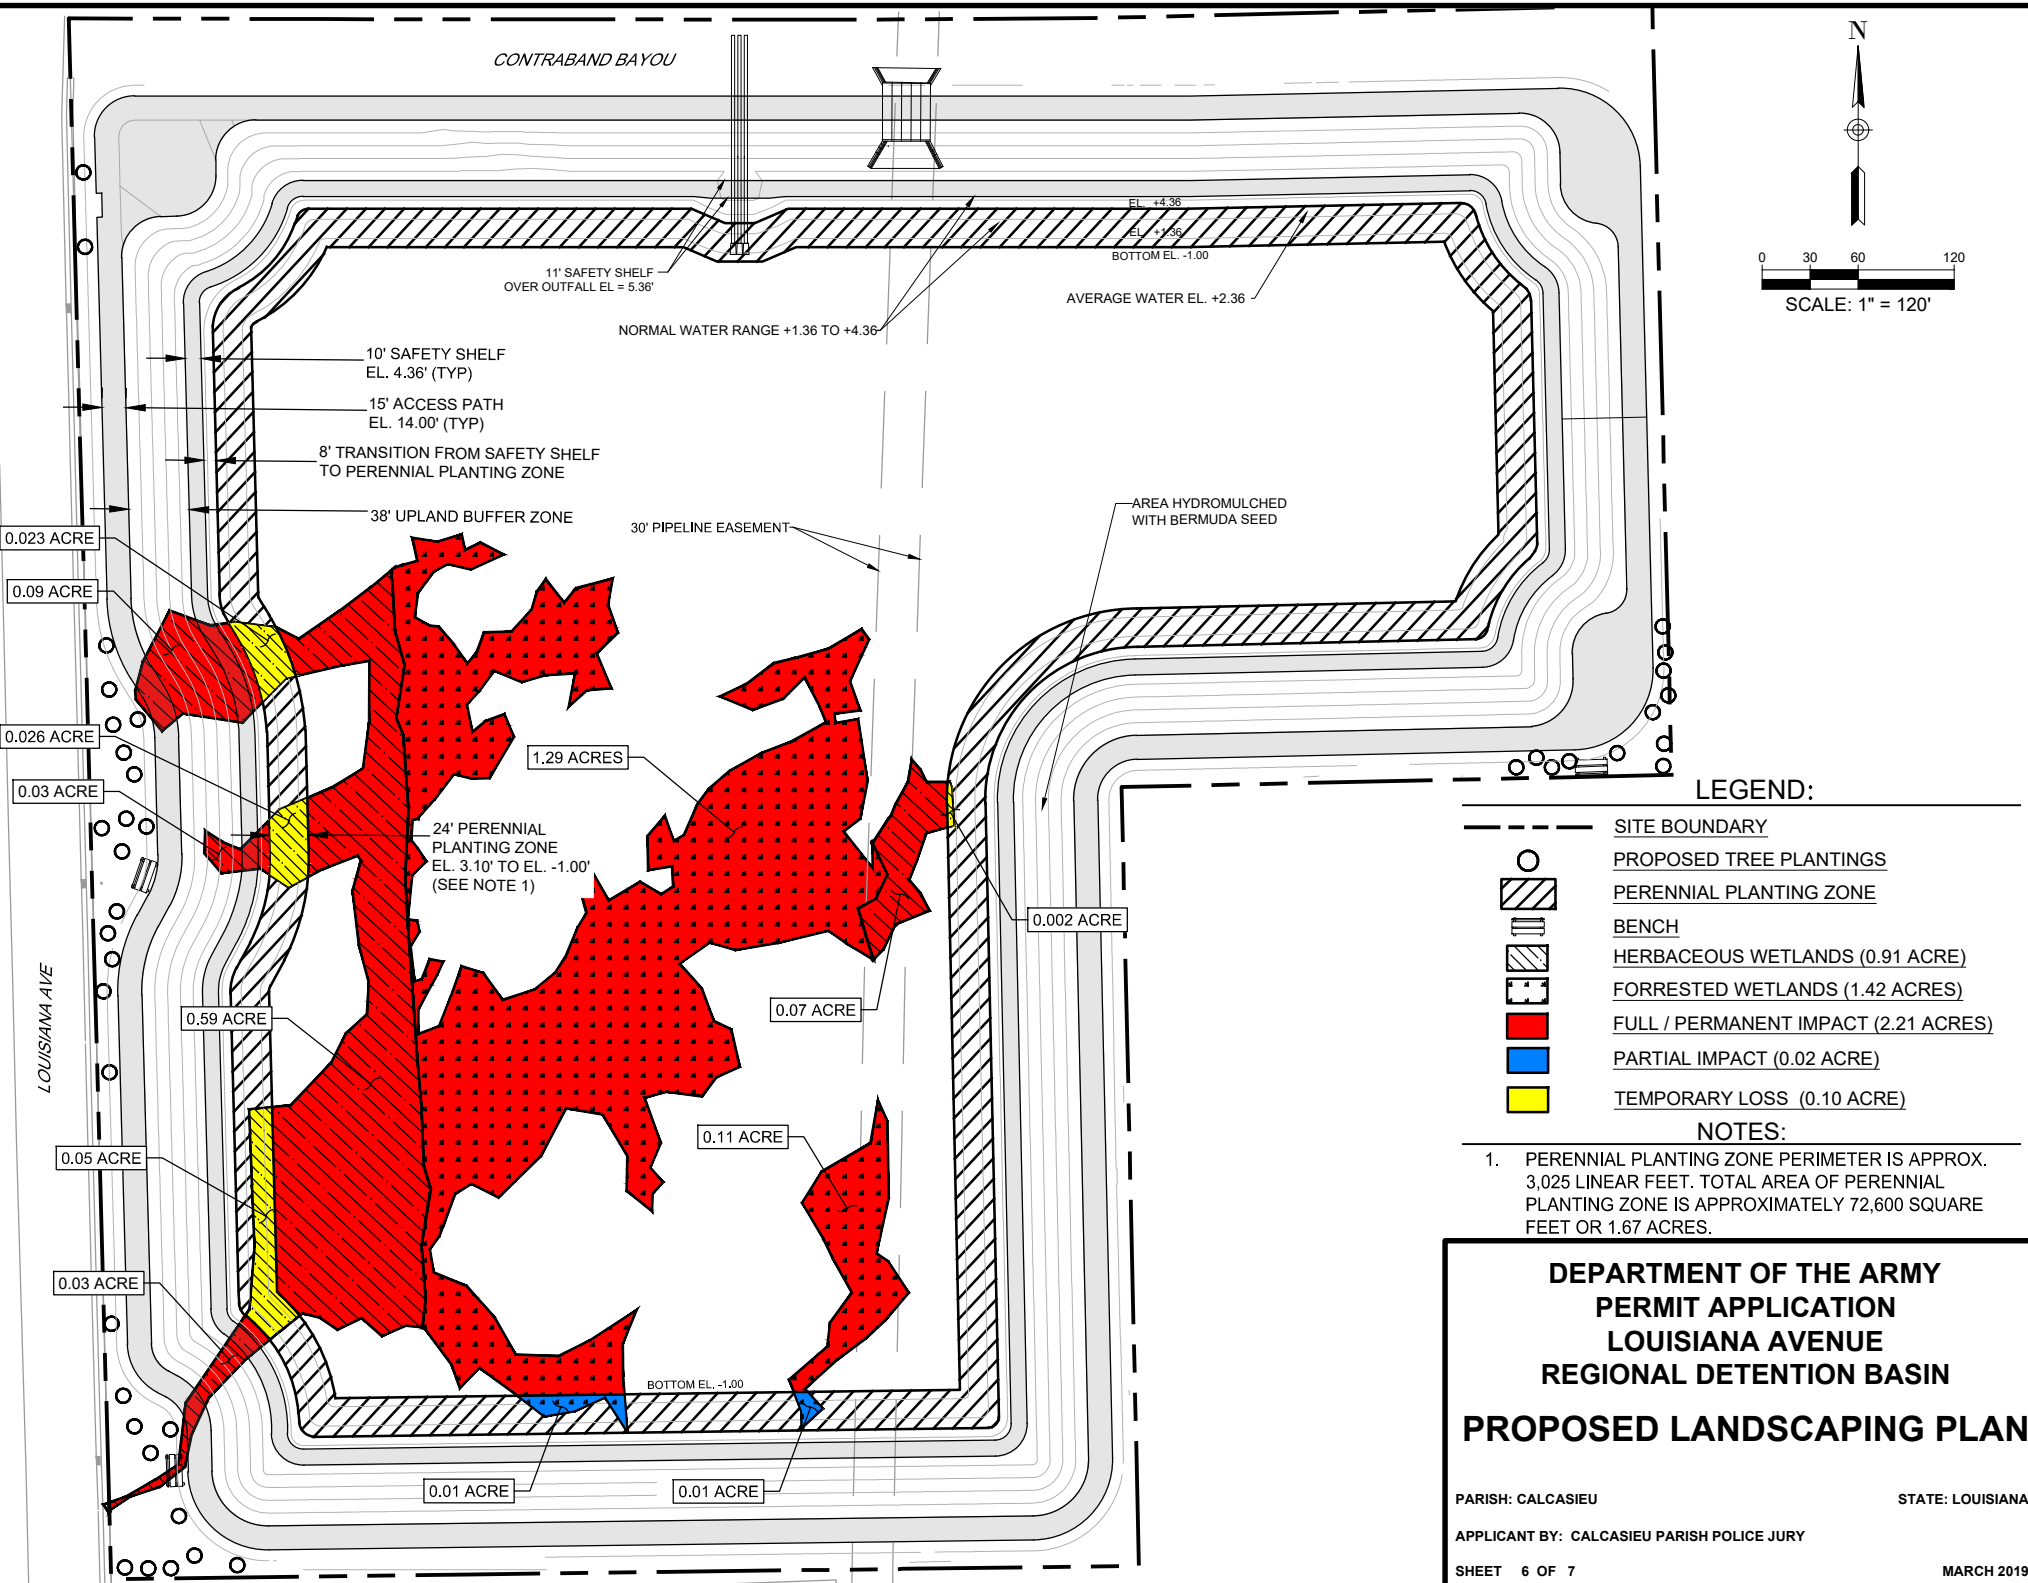 CONTRABAND BAYOU
N
0 30 60 120
SCALE: 1" = 120'
EL. +4.36
EL. +1.36
BOTTOM EL. -1.00
11' SAFETY SHELF
OVER OUTFALL EL = 5.36'
AVERAGE WATER EL. +2.36
NORMAL WATER RANGE +1.36 TO +4.36
10' SAFETY SHELF
EL. 4.36' (TYP)
15' ACCESS PATH
EL. 14.00' (TYP)
8' TRANSITION FROM SAFETY SHELF
TO PERENNIAL PLANTING ZONE
38' UPLAND BUFFER ZONE
30' PIPELINE EASEMENT
AREA HYDROMULCHED
WITH BERMUDA SEED
0.023 ACRE
0.09 ACRE
0.026 ACRE
0.03 ACRE
1.29 ACRES
24' PERENNIAL
PLANTING ZONE
EL. 3.10' TO EL. -1.00'
(SEE NOTE 1)
0.002 ACRE
0.07 ACRE
0.59 ACRE
LOUISIANA AVE
0.11 ACRE
0.05 ACRE
0.03 ACRE
BOTTOM EL. -1.00
0.01 ACRE
0.01 ACRE
LEGEND:
SITE BOUNDARY
PROPOSED TREE PLANTINGS
PERENNIAL PLANTING ZONE
BENCH
HERBACEOUS WETLANDS (0.91 ACRE)
FORRESTED WETLANDS (1.42 ACRES)
FULL / PERMANENT IMPACT (2.21 ACRES)
PARTIAL IMPACT (0.02 ACRE)
TEMPORARY LOSS (0.10 ACRE)
NOTES:
1. PERENNIAL PLANTING ZONE PERIMETER IS APPROX.
3,025 LINEAR FEET. TOTAL AREA OF PERENNIAL
PLANTING ZONE IS APPROXIMATELY 72,600 SQUARE
FEET OR 1.67 ACRES.
DEPARTMENT OF THE ARMY
PERMIT APPLICATION
LOUISIANA AVENUE
REGIONAL DETENTION BASIN
PROPOSED LANDSCAPING PLAN
PARISH: CALCASIEU STATE: LOUISIANA
APPLICANT BY: CALCASIEU PARISH POLICE JURY
SHEET 6 OF 7 MARCH 2019